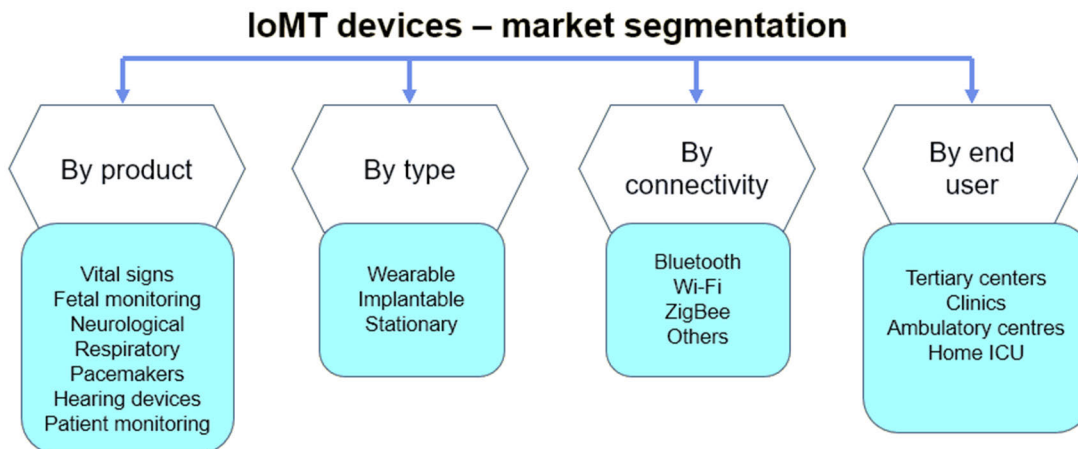 IoMT devices – market segmentation
By product
By type
By
connectivity
By end
user
Vital signs
Fetal monitoring
Neurological
Respiratory
Pacemakers
Hearing devices
Patient monitoring
Wearable
Implantable
Stationary
Bluetooth
Wi-Fi
ZigBee
Others
Tertiary centers
Clinics
Ambulatory centres
Home ICU